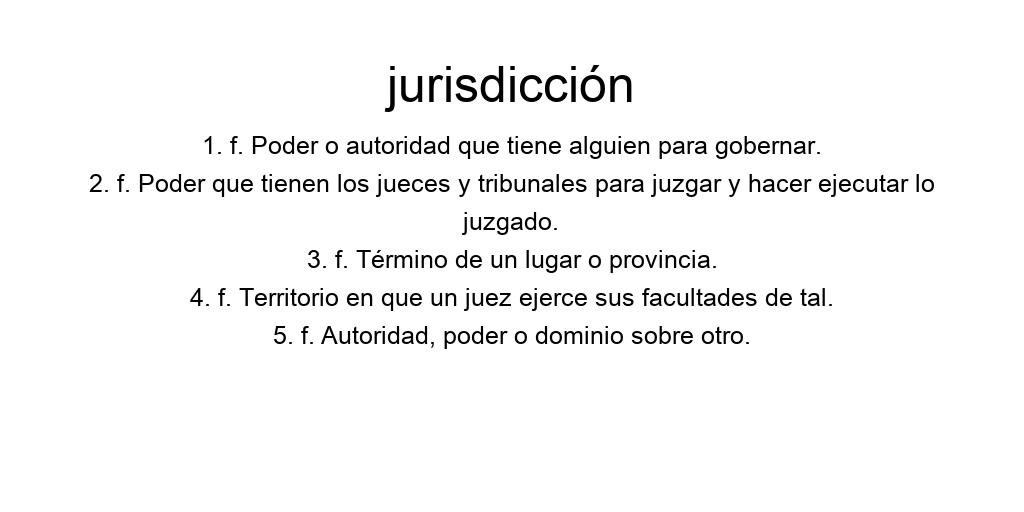 jurisdicción
1. f. Poder o autoridad que tiene alguien para gobernar.
2. f. Poder que tienen los jueces y tribunales para juzgar y hacer ejecutar lo
juzgado.
3. f. Término de un lugar o provincia.
4. f. Territorio en que un juez ejerce sus facultades de tal.
5. f. Autoridad, poder o dominio sobre otro.